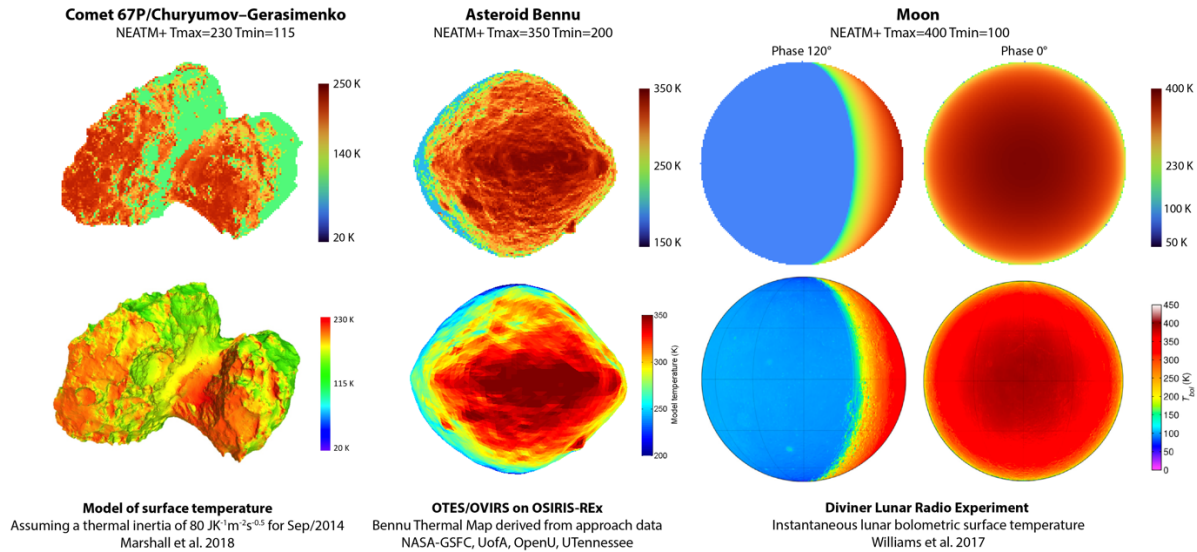 Comet 67P/Churyumov–Gerasimenko
NEATM+ Tmax=230 Tmin=115
250 K
140 K
20 K
Asteroid Bennu
NEATM+ Tmax=350 Tmin=200
350 K
250 K
150 K
Moon
NEATM+ Tmax=400 Tmin=100
Phase 120°
Phase 0°
400 K
230 K
100 K
50 K
230 K
115 K
20 K
350
300
250
200
Model temperature (K)
450
400
350
300
250
200
150
100
50
0
T_bol (K)
Model of surface temperature
Assuming a thermal inertia of 80 JK⁻¹m⁻²s⁻⁰·⁵ for Sep/2014
Marshall et al. 2018
OTES/OVIRS on OSIRIS-REx
Bennu Thermal Map derived from approach data
NASA-GSFC, UofA, OpenU, UTennessee
Diviner Lunar Radio Experiment
Instantaneous lunar bolometric surface temperature
Williams et al. 2017